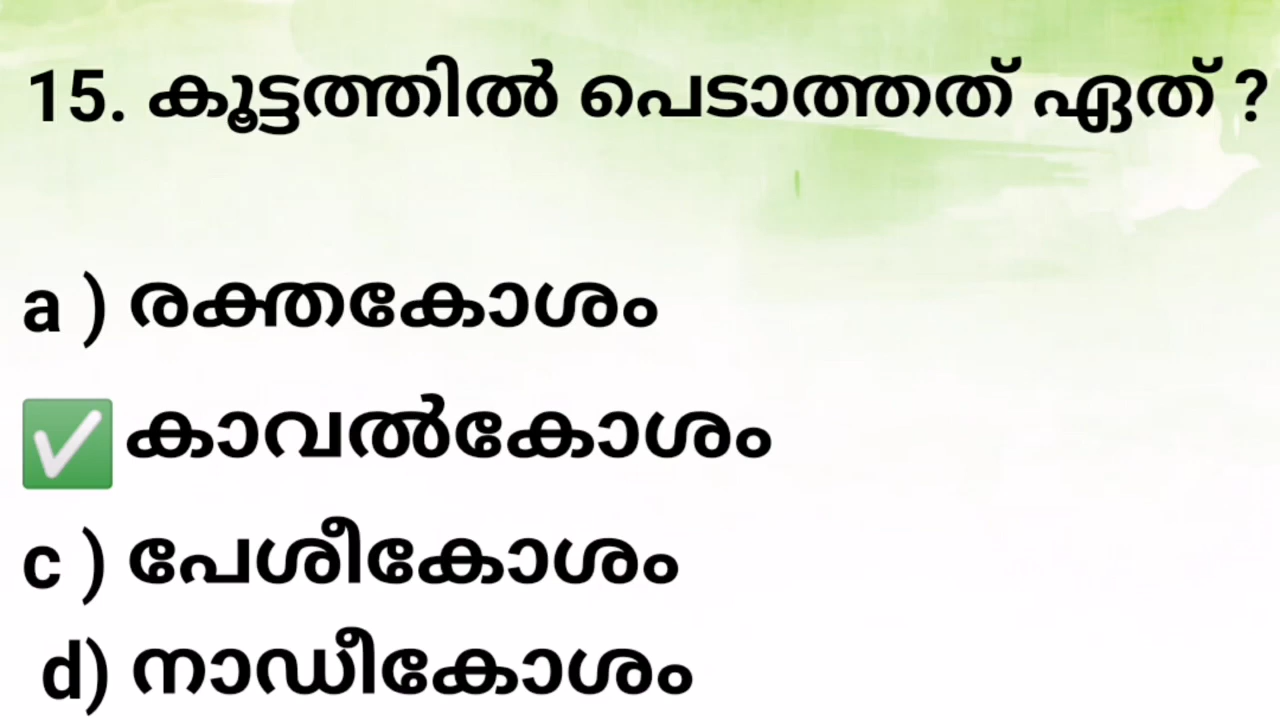 15. കൂട്ടത്തിൽ പെടാത്തത് ഏത് ?
a ) രക്തകോശം
✅ കാവൽകോശം
c ) പേശീകോശം
d) നാഡീകോശം